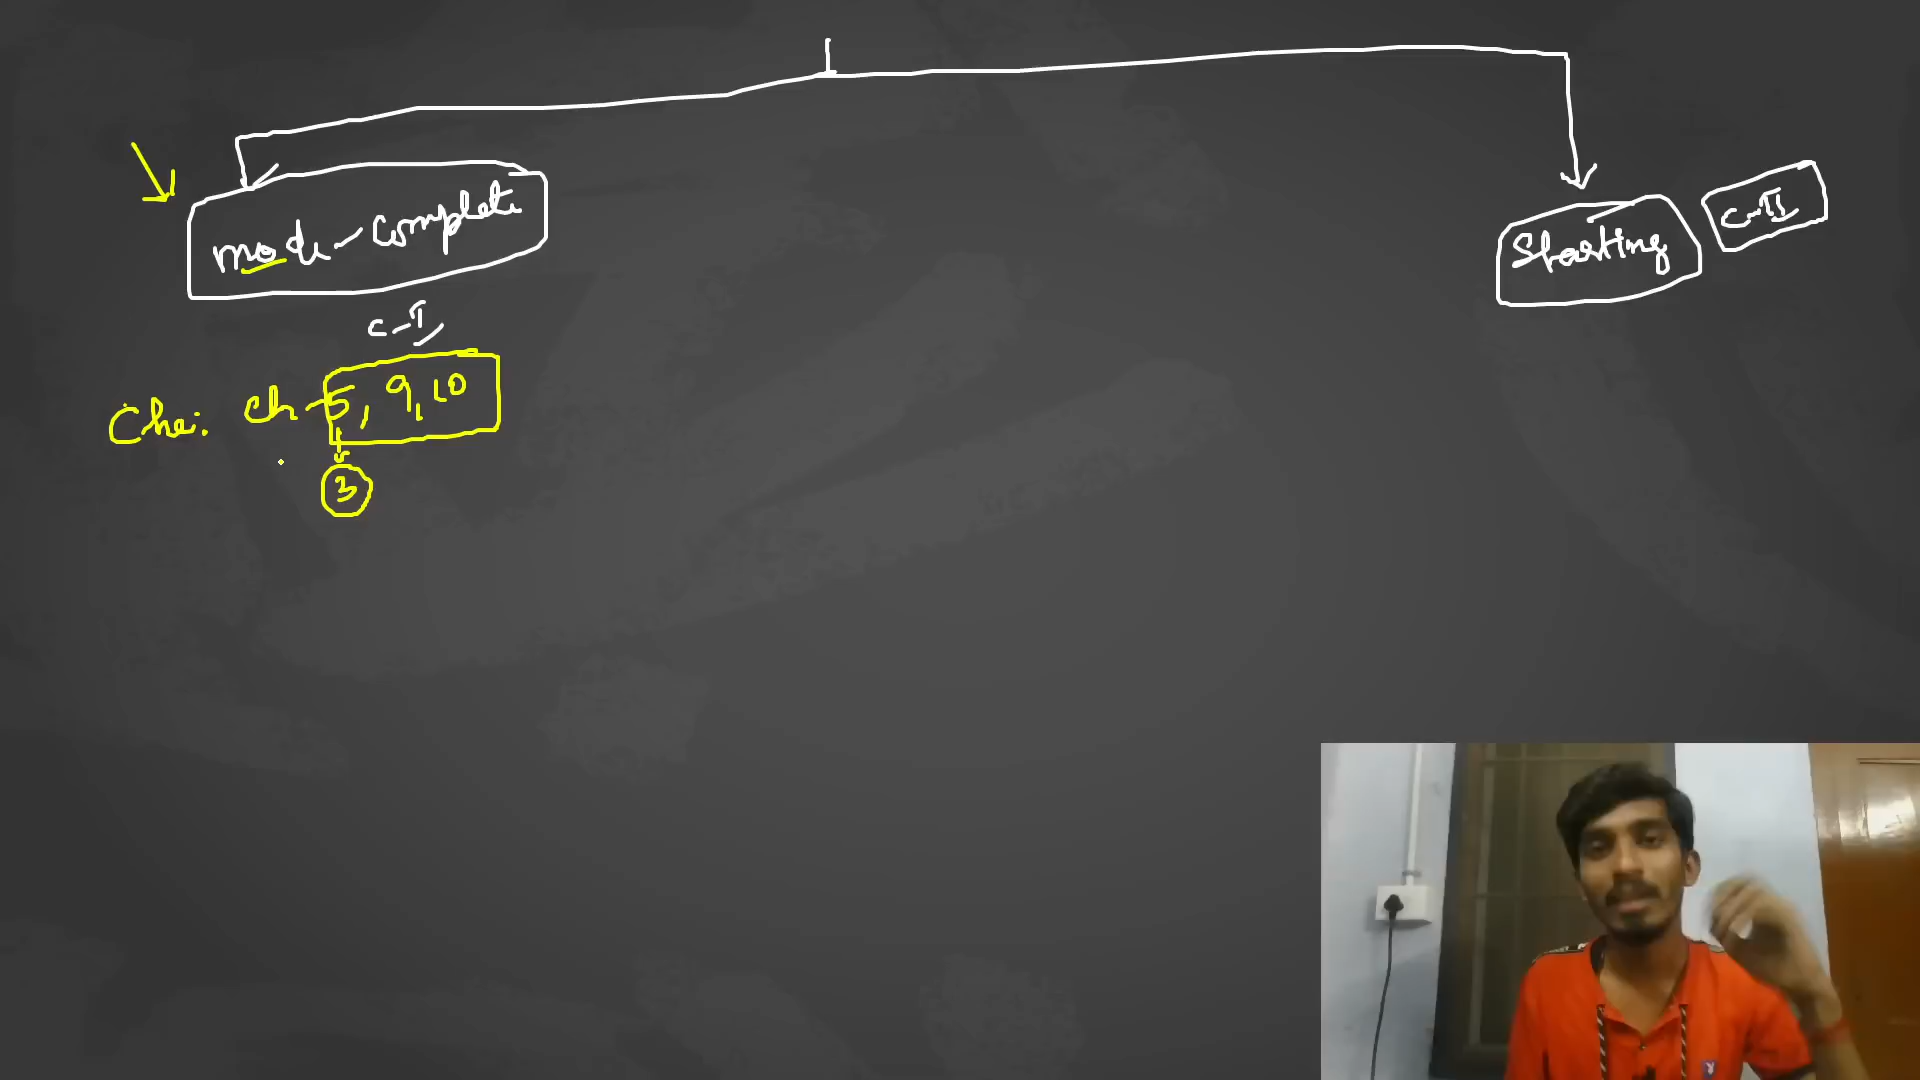 mode-complete
Starting
C-II
C-I
Che: ch-5, 9, 10
3